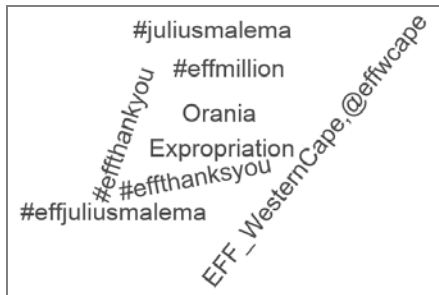 #juliusmalema
#effmillion
#effthankyou
Orania
Expropriation
#effthanksyou
#effjuliusmalema
EFF_WesternCape,@effwcape